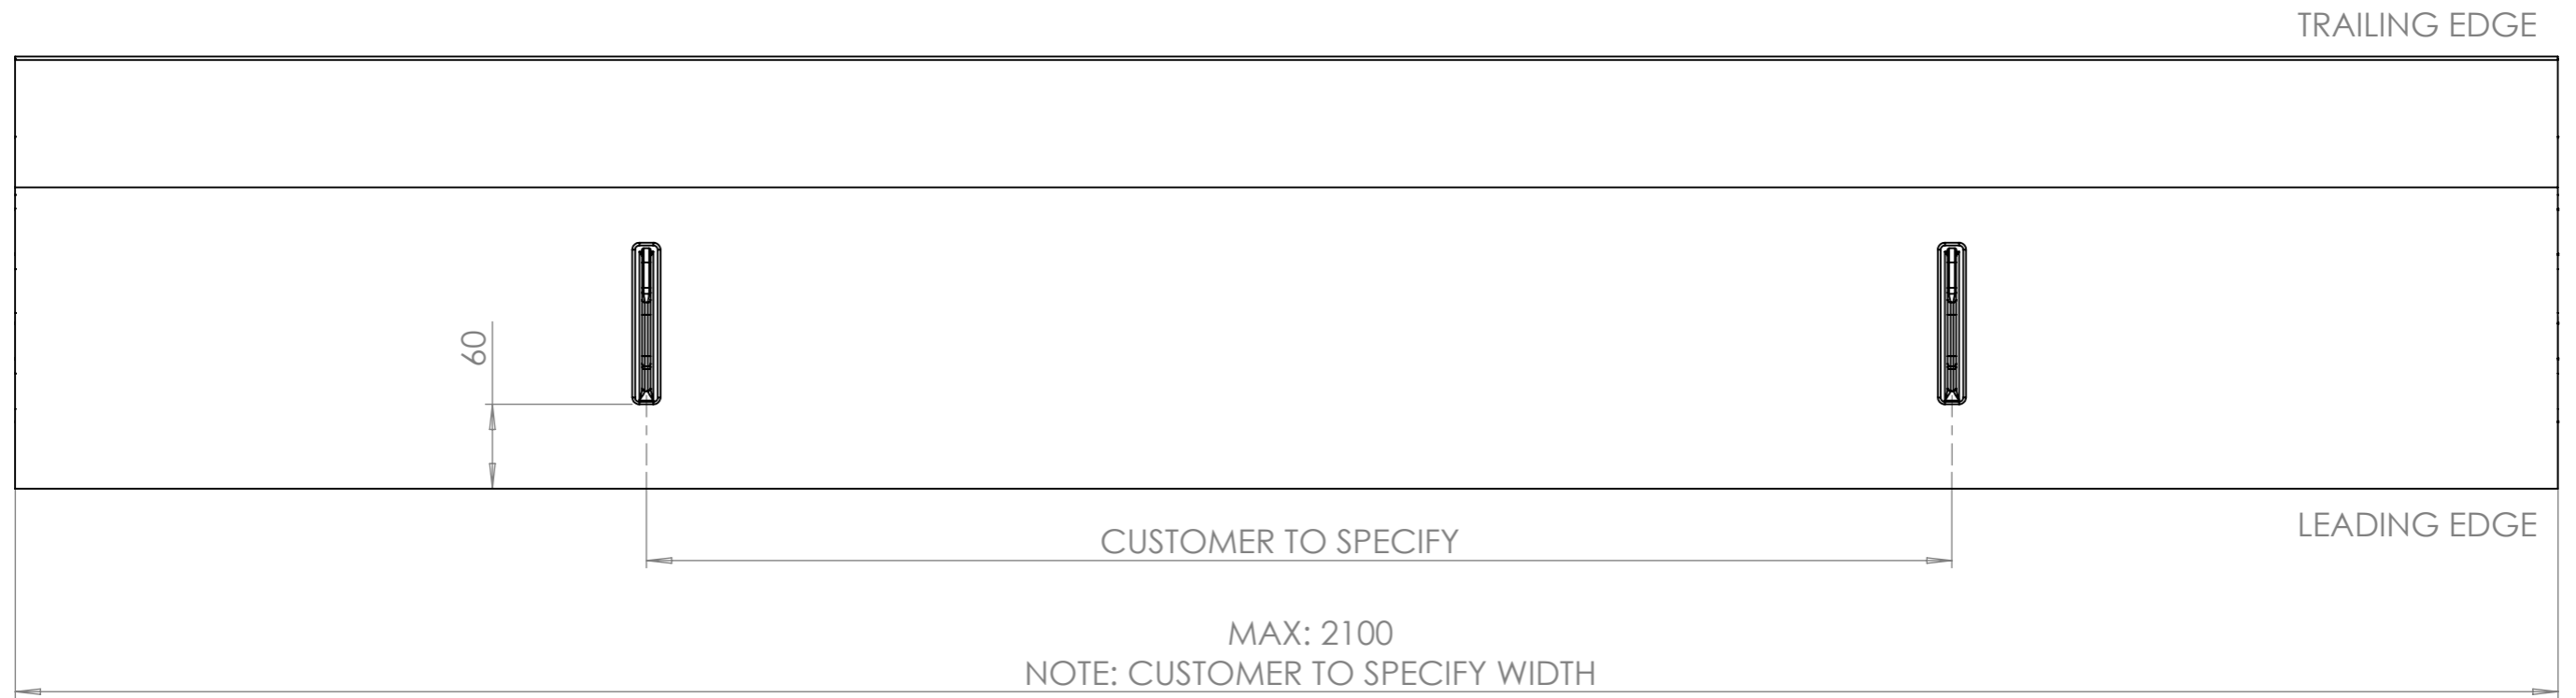 TRAILING EDGE
60
LEADING EDGE
CUSTOMER TO SPECIFY
MAX: 2100
NOTE: CUSTOMER TO SPECIFY WIDTH